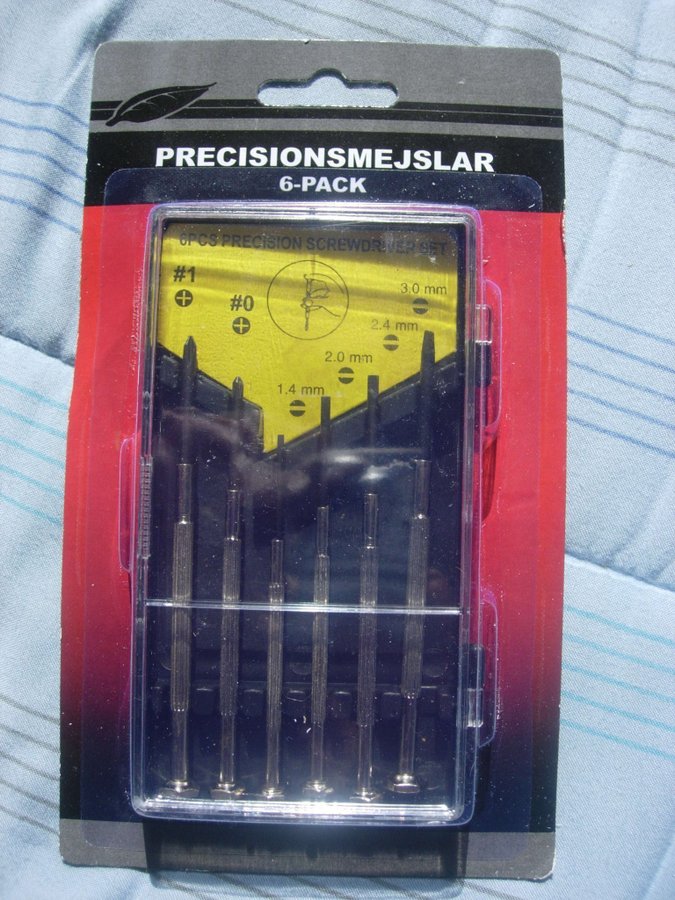 PRECISIONSMEJSLAR
6-PACK
6PCS PRECISION SCREWDRIVER SET
#1
#0
3.0 mm
2.4 mm
2.0 mm
1.4 mm